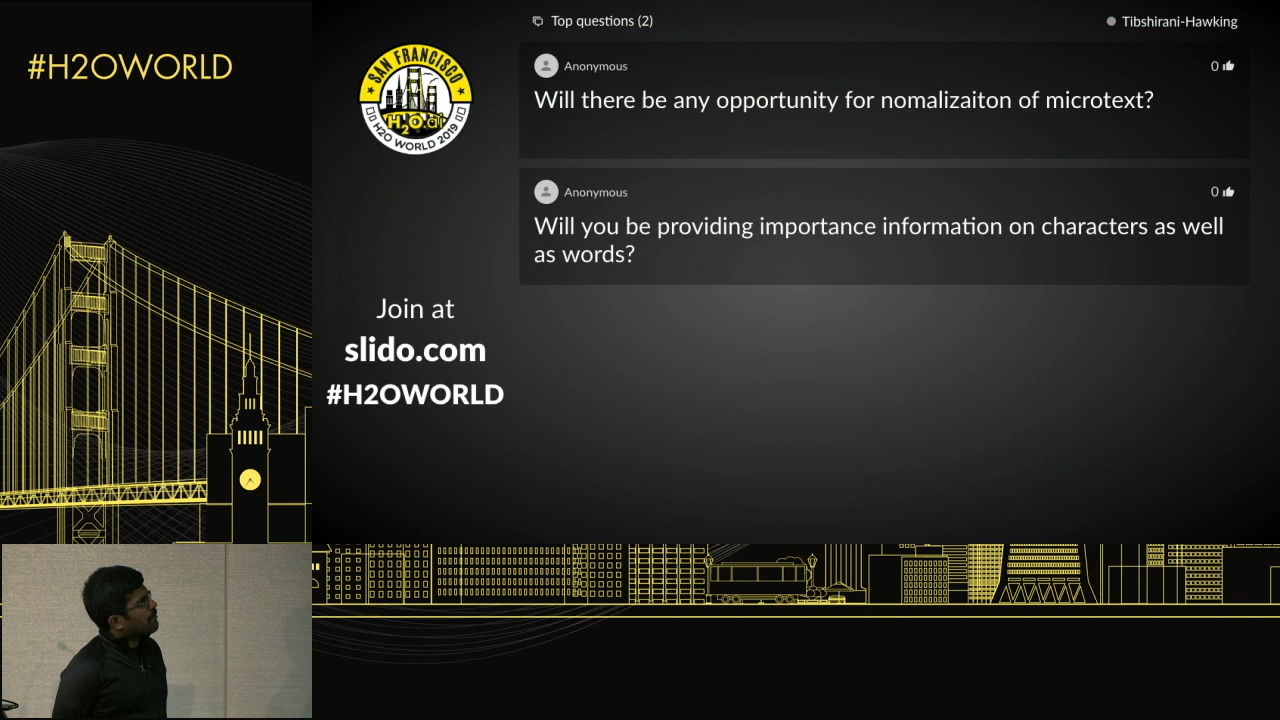 #H2OWORLD
SAN FRANCISCO
H2O.ai
H2O WORLD 2019
Join at
slido.com
#H2OWORLD
Top questions (2)
Tibshirani-Hawking
Anonymous
0
Will there be any opportunity for nomalizaiton of microtext?
Anonymous
0
Will you be providing importance information on characters as well
as words?